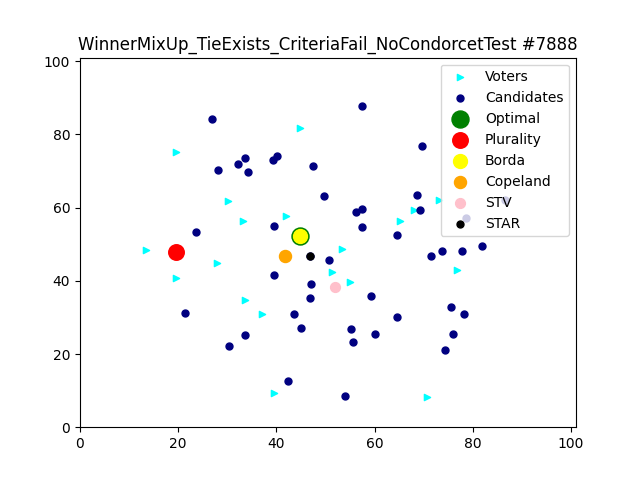 WinnerMixUp_TieExists_CriteriaFail_NoCondorcetTest #7888
100
80
60
40
20
0
0 20 40 60 80 100
Voters
Candidates
Optimal
Plurality
Borda
Copeland
STV
STAR